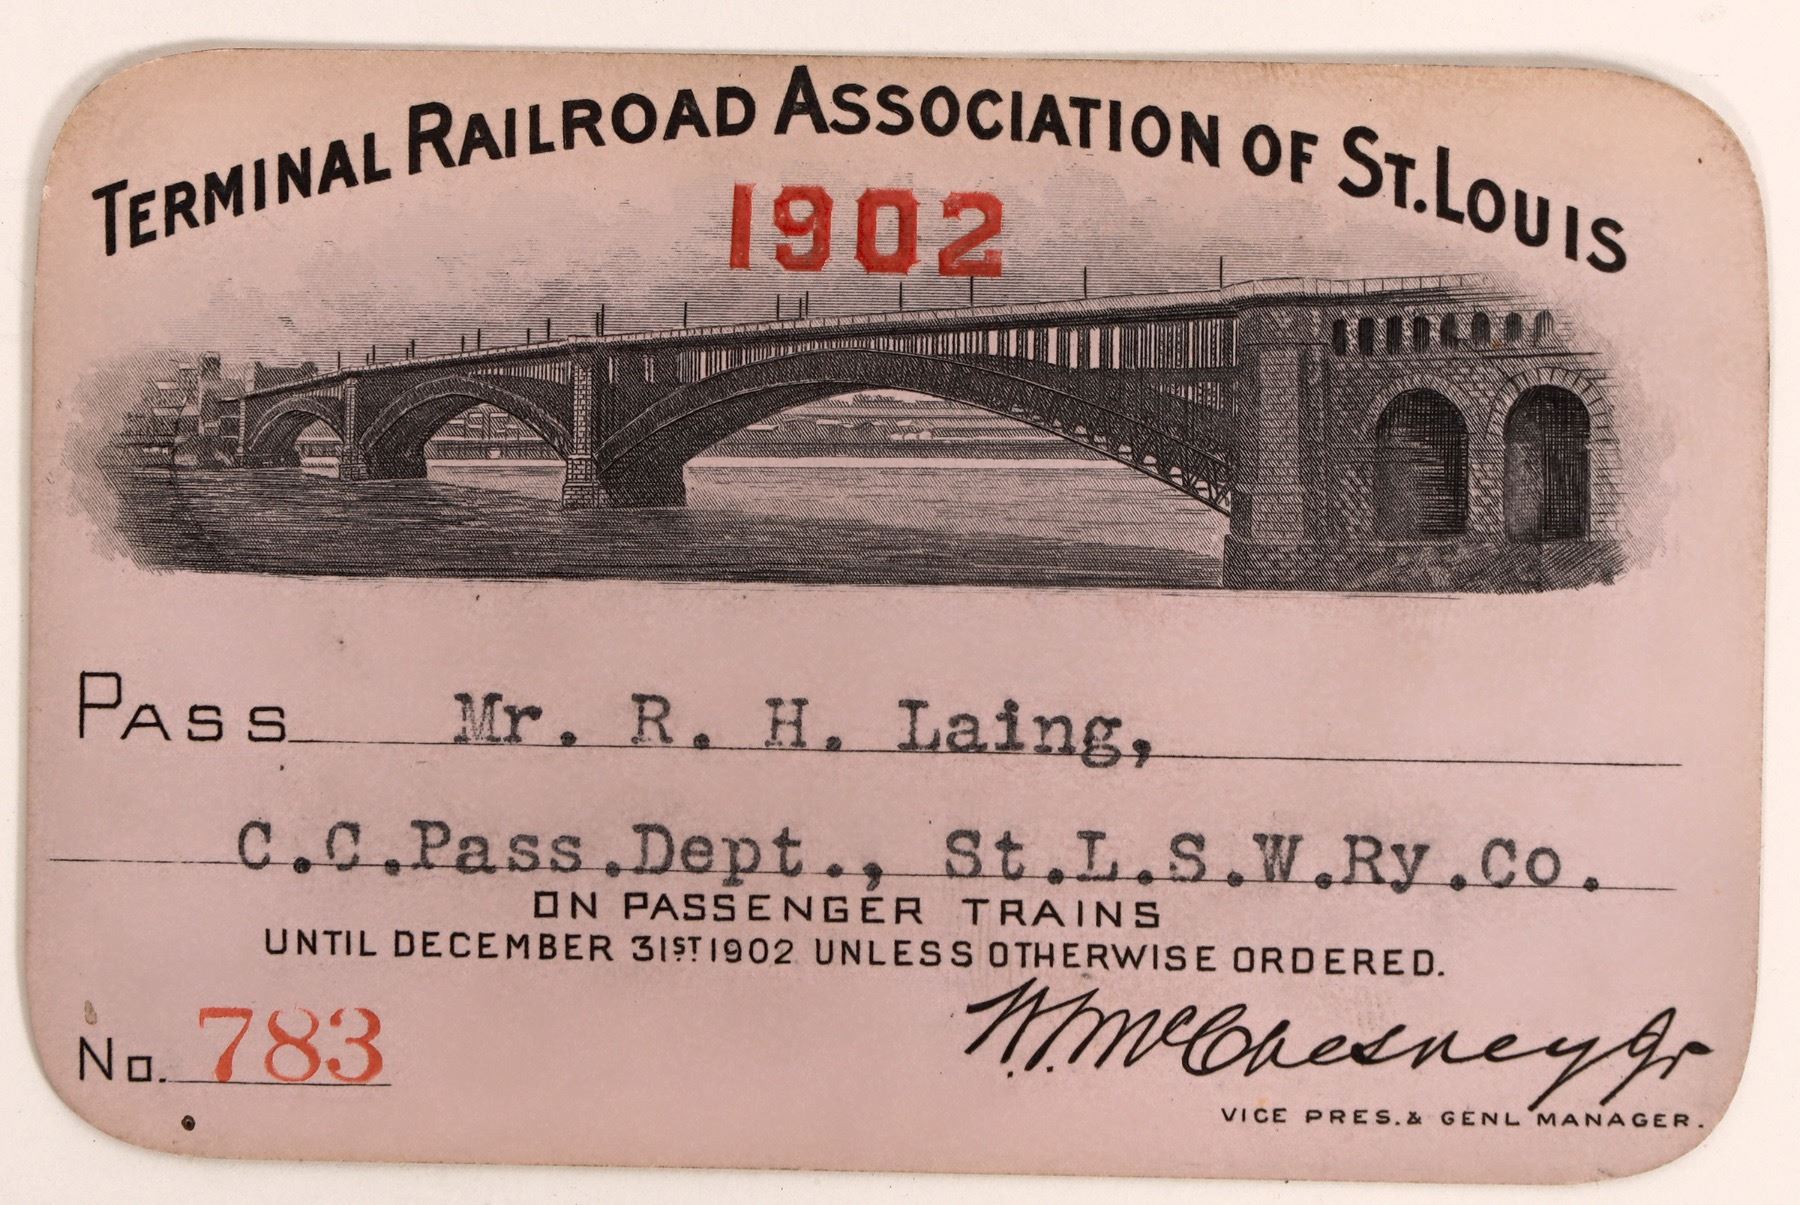 TERMINAL RAILROAD ASSOCIATION OF ST. LOUIS
1902
PASS Mr. R. H. Laing,
C.C.Pass.Dept., St.L.S.W.Ry.Co.
ON PASSENGER TRAINS
UNTIL DECEMBER 31ST 1902 UNLESS OTHERWISE ORDERED.
No. 783
W.S. McChesney Jr
VICE PRES. & GENL MANAGER.